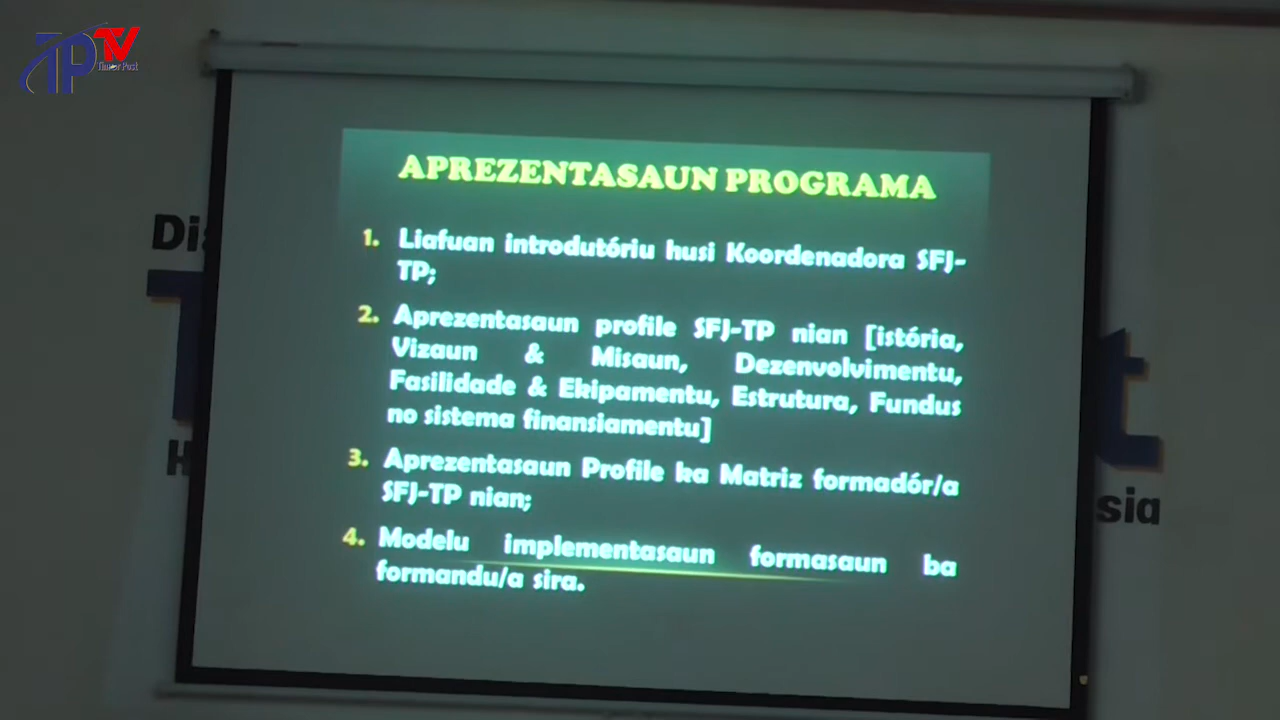 TP TV
Timor Post
APREZENTASAUN PROGRAMA
1. Liafuan introdutóriu husi Koordenadora SFJ-
TP;
2. Aprezentasaun profile SFJ-TP nian [istória,
Vizaun & Misaun, Dezenvolvimentu,
Fasilidade & Ekipamentu, Estrutura, Fundus
no sistema finansiamentu]
3. Aprezentasaun Profile ka Matriz formadór/a
SFJ-TP nian;
4. Modelu implementasaun formasaun ba
formandu/a sira.